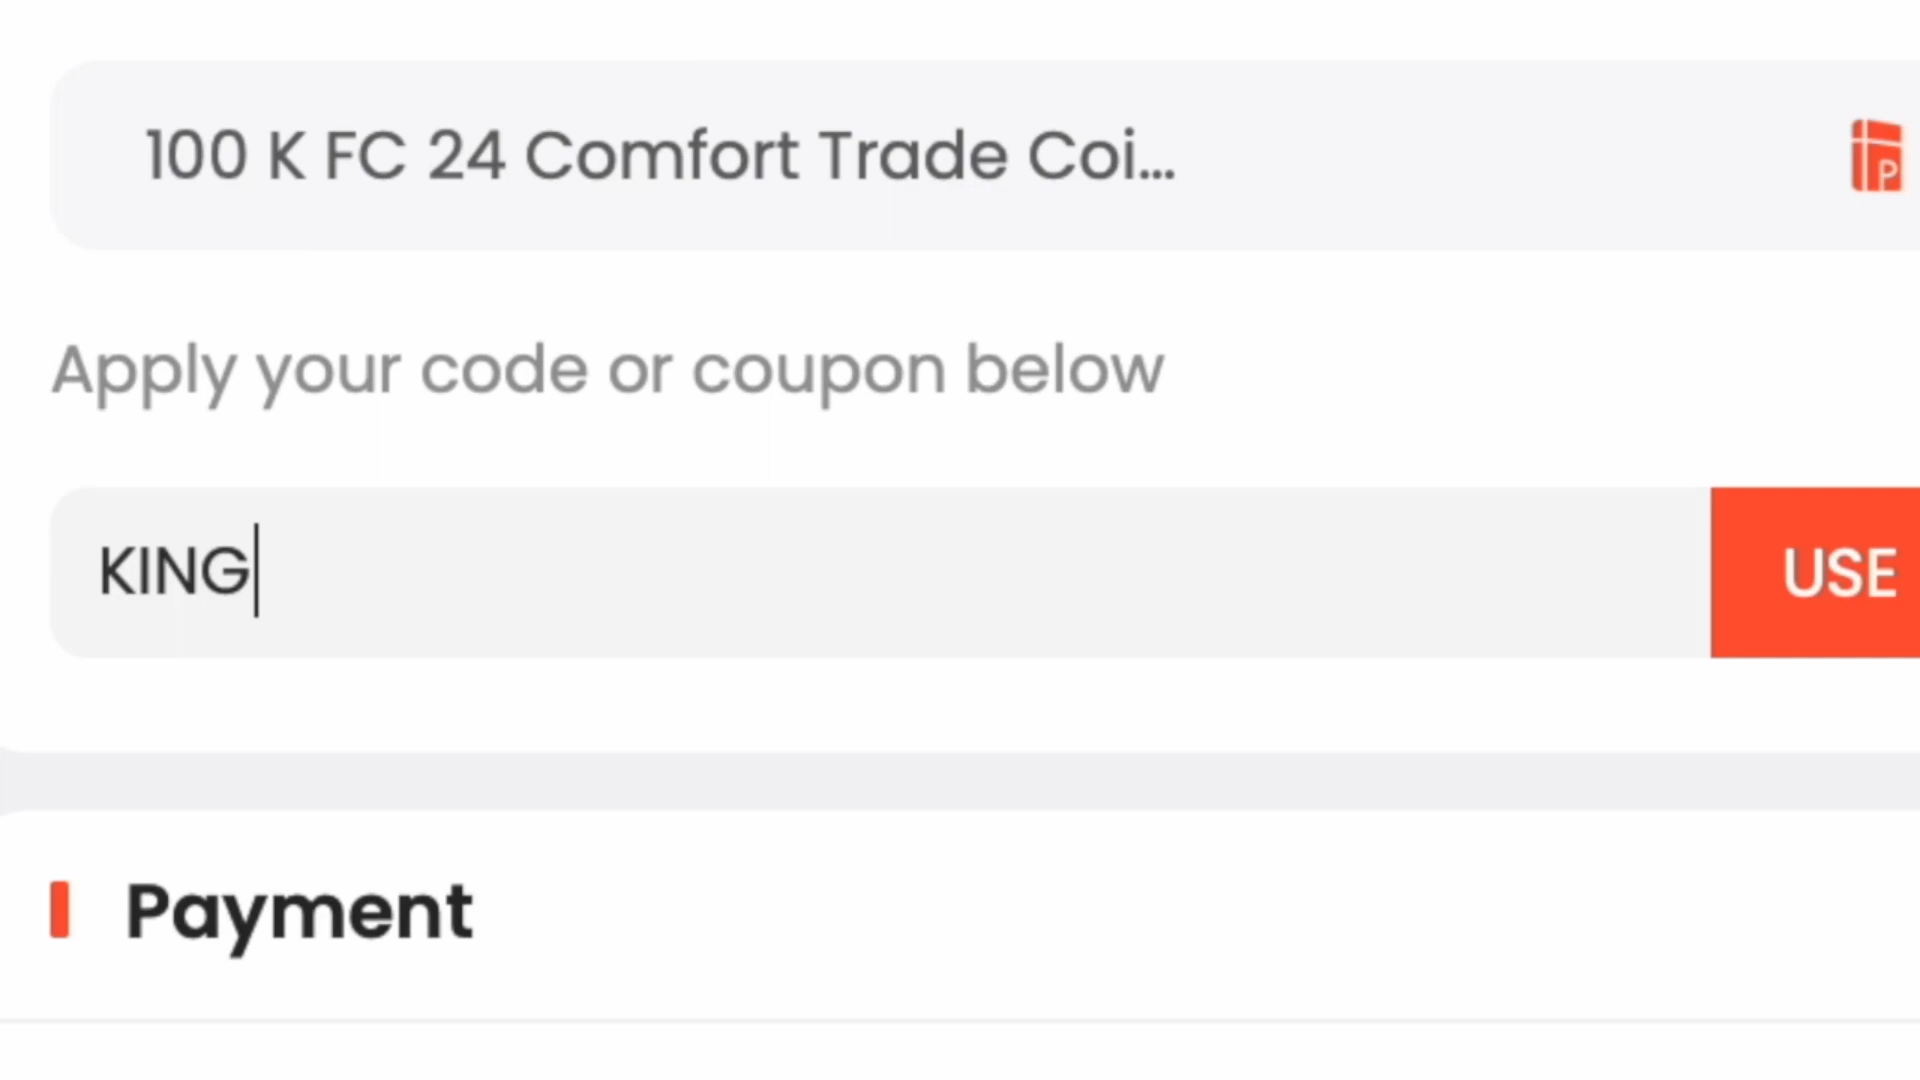 100 K FC 24 Comfort Trade Coi...
P
Apply your code or coupon below
KING
USE
Payment